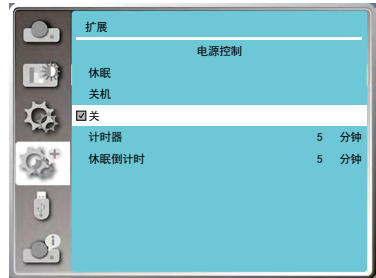 扩展
电源控制
休眠
关机
关
计时器 5 分钟
休眠倒计时 5 分钟